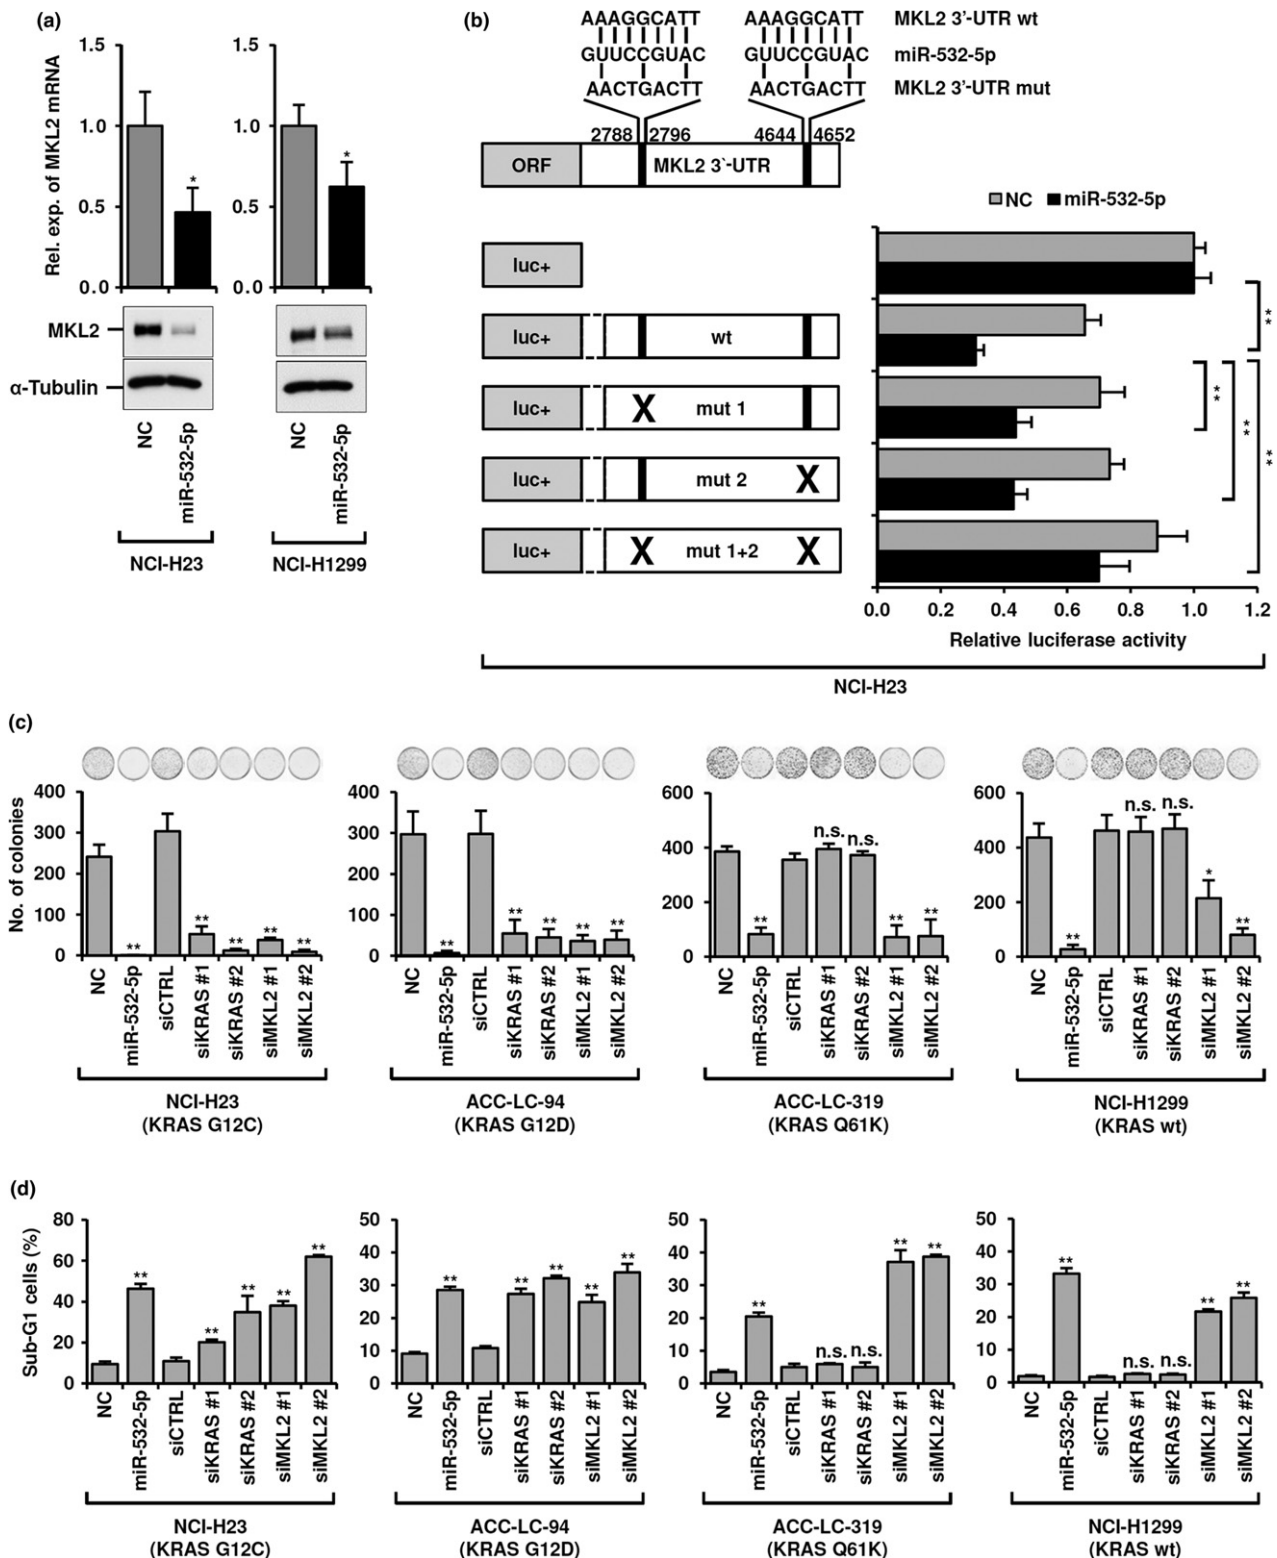 (a)
Rel. exp. of MKL2 mRNA
1.5
1.0
0.5
0.0
*
1.5
1.0
0.5
0.0
*
MKL2
α-Tubulin
NC
miR-532-5p
NC
miR-532-5p
NCI-H23
NCI-H1299
(b)
AAAGGCATT AAAGGCATT MKL2 3'-UTR wt
GUUCCGUAC GUUCCGUAC miR-532-5p
AACTGACTT AACTGACTT MKL2 3'-UTR mut
2788 2796 4644 4652
ORF MKL2 3`-UTR
NC miR-532-5p
luc+
luc+ wt
luc+ X mut 1
luc+ mut 2 X
luc+ X mut 1+2 X
**
**
**
**
0.0 0.2 0.4 0.6 0.8 1.0 1.2
Relative luciferase activity
NCI-H23
(c)
No. of colonies
400
300
200
100
0
** ** ** ** **
NC
miR-532-5p
siCTRL
siKRAS #1
siKRAS #2
siMKL2 #1
siMKL2 #2
NCI-H23
(KRAS G12C)
400
300
200
100
0
** ** ** ** **
NC
miR-532-5p
siCTRL
siKRAS #1
siKRAS #2
siMKL2 #1
siMKL2 #2
ACC-LC-94
(KRAS G12D)
600
400
200
0
** n.s. n.s. ** **
NC
miR-532-5p
siCTRL
siKRAS #1
siKRAS #2
siMKL2 #1
siMKL2 #2
ACC-LC-319
(KRAS Q61K)
600
400
200
0
** n.s. n.s. * **
NC
miR-532-5p
siCTRL
siKRAS #1
siKRAS #2
siMKL2 #1
siMKL2 #2
NCI-H1299
(KRAS wt)
(d)
Sub-G1 cells (%)
80
60
40
20
0
** ** ** ** **
NC
miR-532-5p
siCTRL
siKRAS #1
siKRAS #2
siMKL2 #1
siMKL2 #2
NCI-H23
(KRAS G12C)
50
40
30
20
10
0
** ** ** ** **
NC
miR-532-5p
siCTRL
siKRAS #1
siKRAS #2
siMKL2 #1
siMKL2 #2
ACC-LC-94
(KRAS G12D)
50
40
30
20
10
0
** n.s. n.s. ** **
NC
miR-532-5p
siCTRL
siKRAS #1
siKRAS #2
siMKL2 #1
siMKL2 #2
ACC-LC-319
(KRAS Q61K)
50
40
30
20
10
0
** n.s. n.s. ** **
NC
miR-532-5p
siCTRL
siKRAS #1
siKRAS #2
siMKL2 #1
siMKL2 #2
NCI-H1299
(KRAS wt)